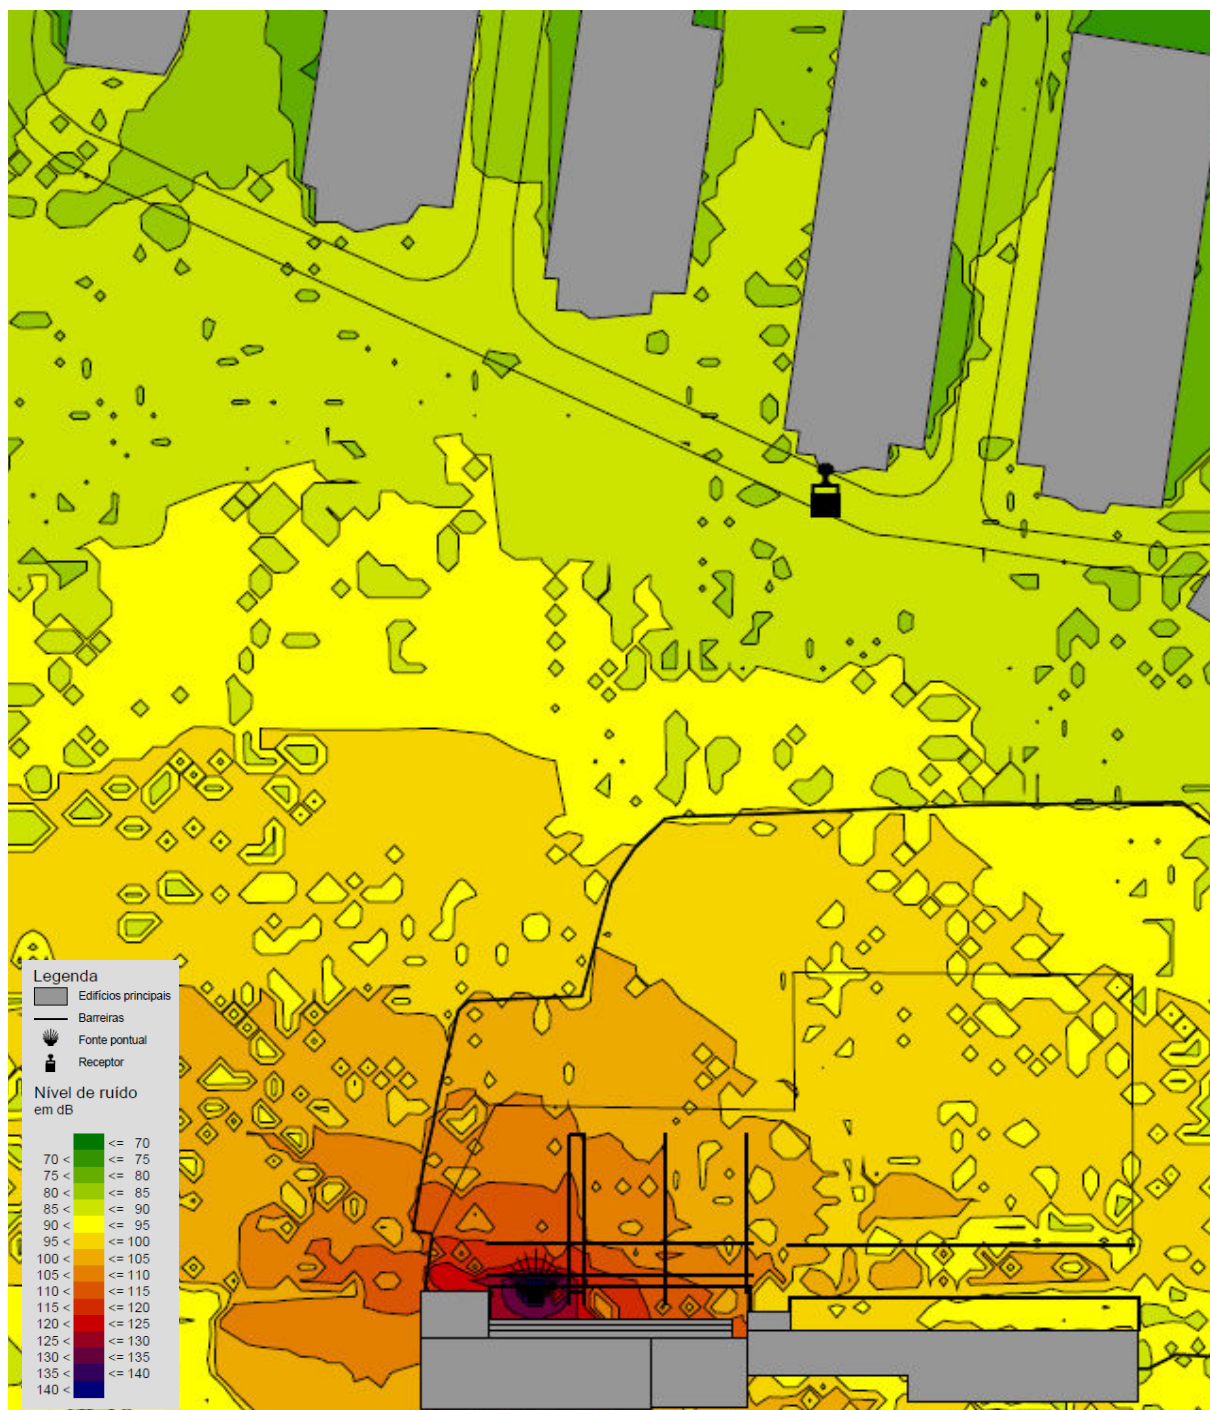 Legenda
Edifícios principais
Barreiras
Fonte pontual
Receptor
Nível de ruído
em dB
<= 70
70 < <= 75
75 < <= 80
80 < <= 85
85 < <= 90
90 < <= 95
95 < <= 100
100 < <= 105
105 < <= 110
110 < <= 115
115 < <= 120
120 < <= 125
125 < <= 130
130 < <= 135
135 < <= 140
140 <